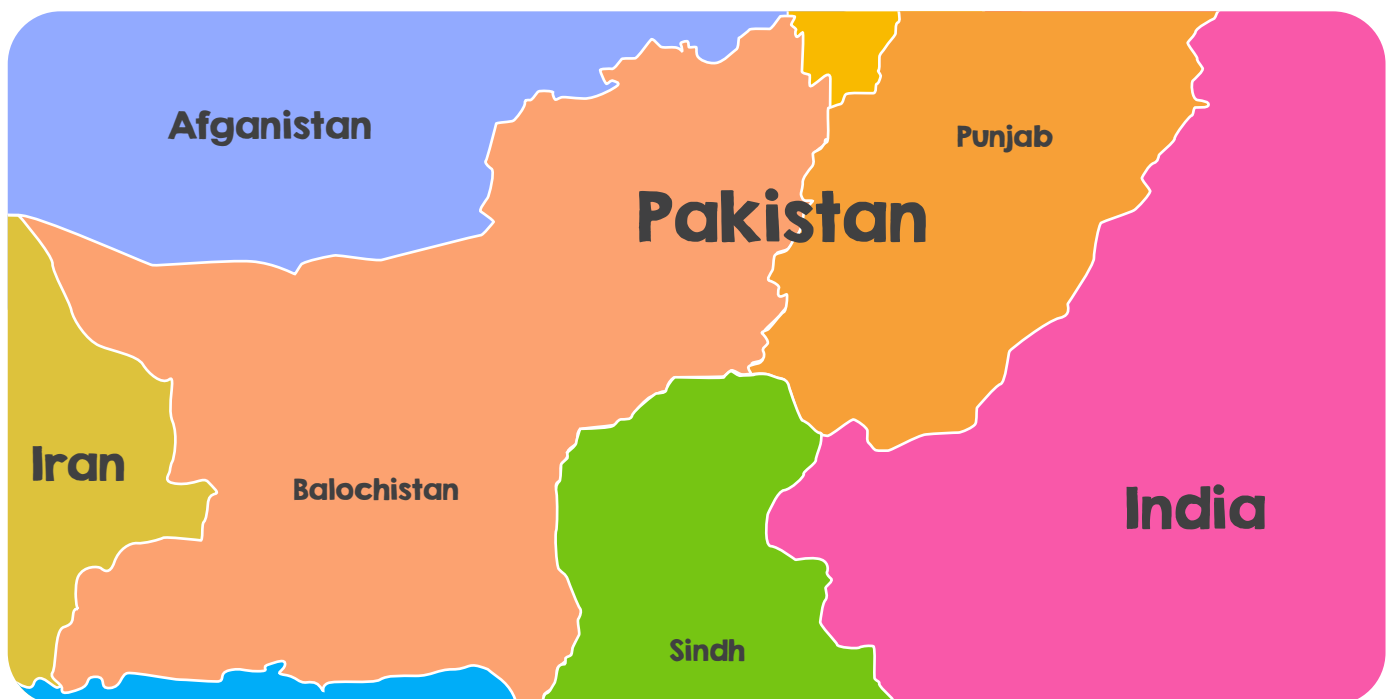 Afganistan
Punjab
Pakistan
Iran
Balochistan
India
Sindh